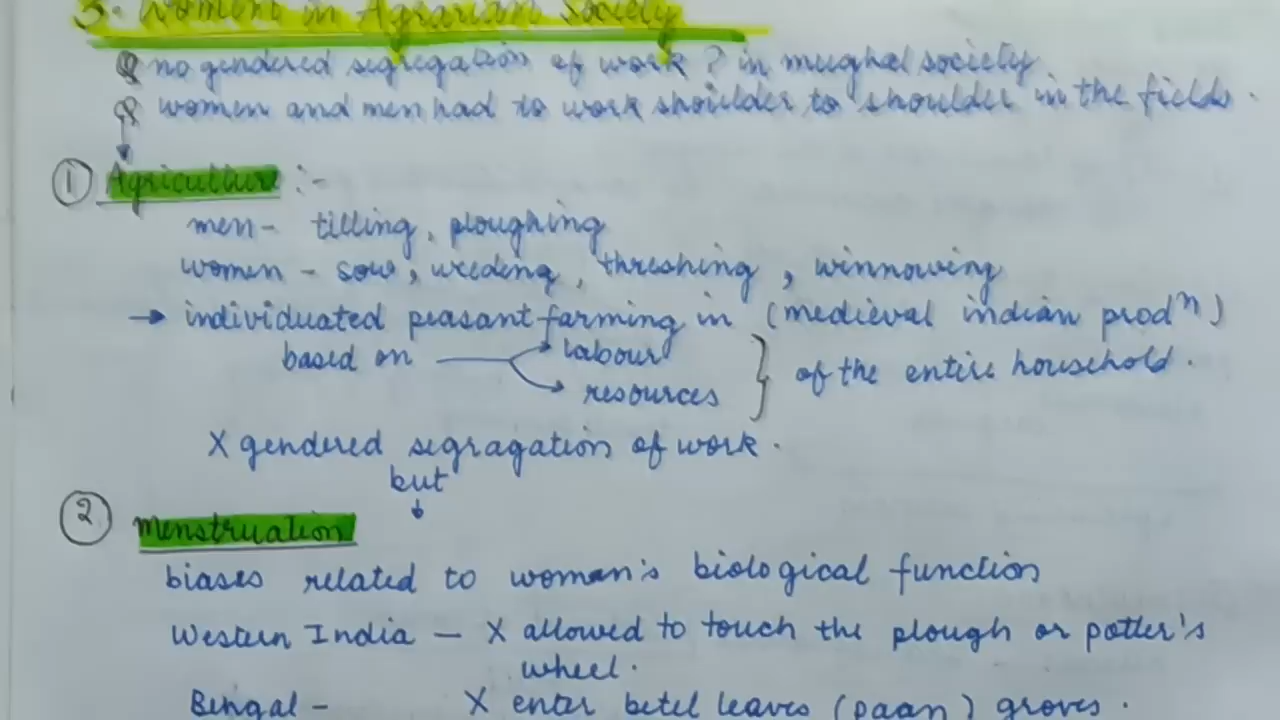 3. Women in Agrarian Society
Q no gendered segregation of work ? in mughal society
Q women and men had to work shoulder to shoulder in the fields.
① Agriculture :-
men - tilling, ploughing
women - sow, weeding, threshing, winnowing
→ individuated peasant farming in (medieval indian prodⁿ)
based on → labour
→ resources } of the entire household.
X gendered segragation of work.
but
↓
② menstruation
biases related to woman's biological function
Western India — X allowed to touch the plough or potter's
wheel.
Bengal - X enter betel leaves (paan) groves.